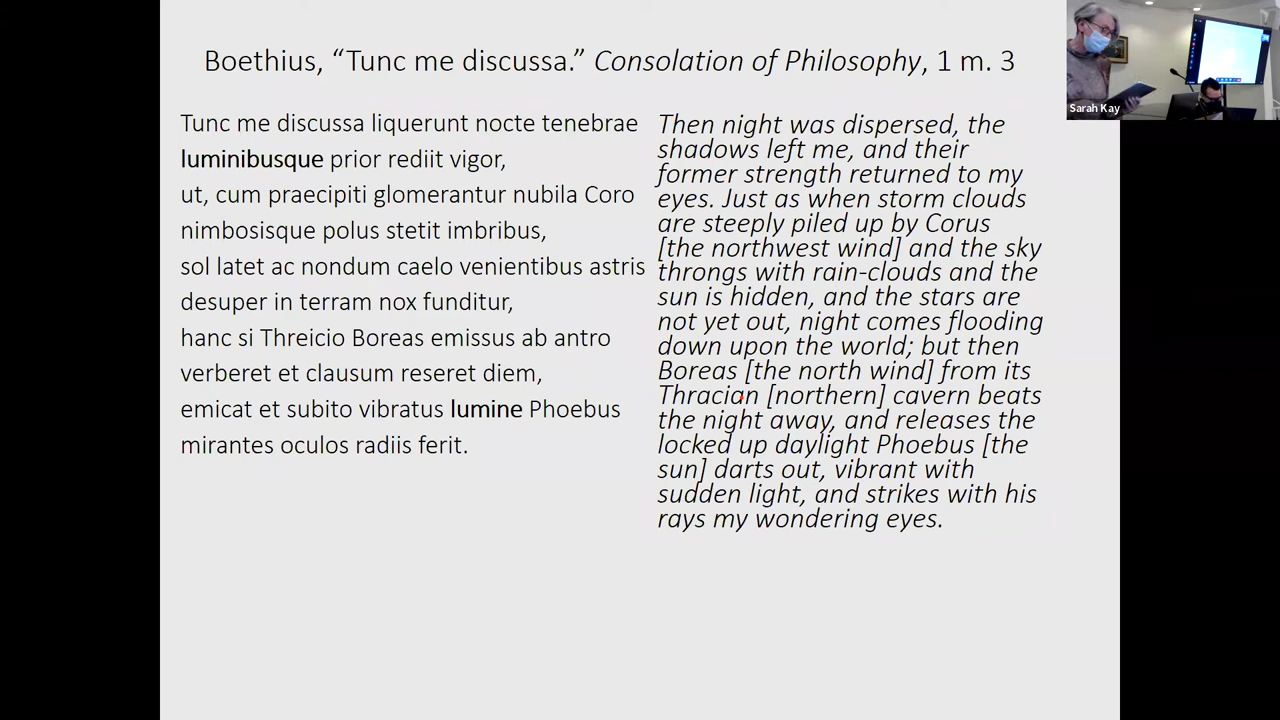 Boethius, “Tunc me discussa.” Consolation of Philosophy, 1 m. 3
Tunc me discussa liquerunt nocte tenebrae
luminibusque prior rediit vigor,
ut, cum praecipiti glomerantur nubila Coro
nimbosisque polus stetit imbribus,
sol latet ac nondum caelo venientibus astris
desuper in terram nox funditur,
hanc si Threicio Boreas emissus ab antro
verberet et clausum reseret diem,
emicat et subito vibratus lumine Phoebus
mirantes oculos radiis ferit.
Then night was dispersed, the
shadows left me, and their
former strength returned to my
eyes. Just as when storm clouds
are steeply piled up by Corus
[the northwest wind] and the sky
throngs with rain-clouds and the
sun is hidden, and the stars are
not yet out, night comes flooding
down upon the world; but then
Boreas [the north wind] from its
Thracian [northern] cavern beats
the night away, and releases the
locked up daylight Phoebus [the
sun] darts out, vibrant with
sudden light, and strikes with his
rays my wondering eyes.
Sarah Kay